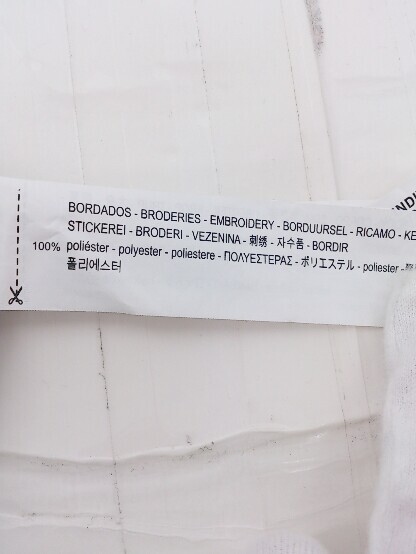 BORDADOS - BRODERIES - EMBROIDERY - BORDUURSEL - RICAMO -
STICKEREI - BRODERI - VEZENINA - 刺绣 - 자수품 - BORDIR
100% poliéster - polyester - poliestere - ΠΟΛΥΕΣΤΕΡΑΣ - ポリエステル - poliester -
폴리에스터